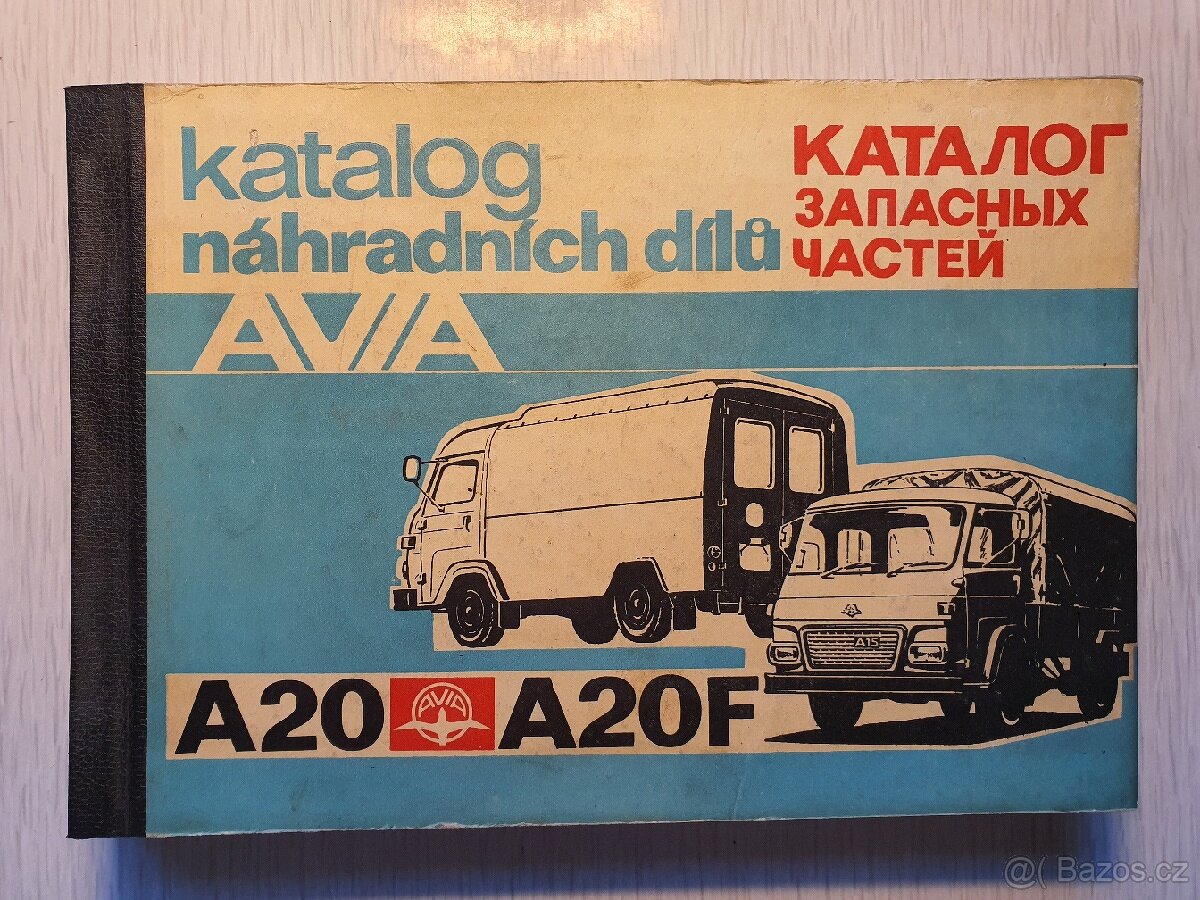 katalog
náhradních dílů
КАТАЛОГ
ЗАПАСНЫХ
ЧАСТЕЙ
AVIA
A15
A20 AVIA A20F
@( Bazos.cz